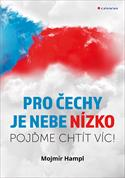 PRO ČECHY
JE NEBE NÍZKO
POJĎME CHTÍT VÍC!
Mojmír Hampl